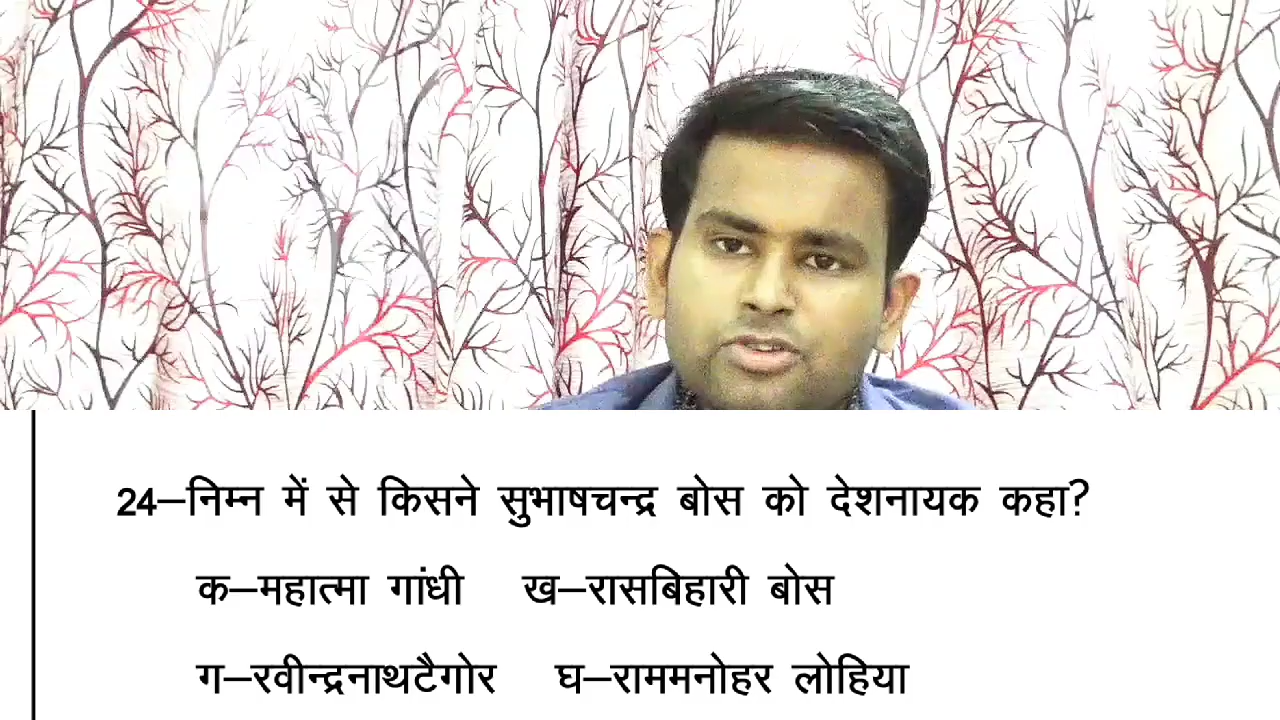 24–निम्न में से किसने सुभाषचन्द्र बोस को देशनायक कहा?
क–महात्मा गांधी ख–रासबिहारी बोस
ग–रवीन्द्रनाथटैगोर घ–राममनोहर लोहिया